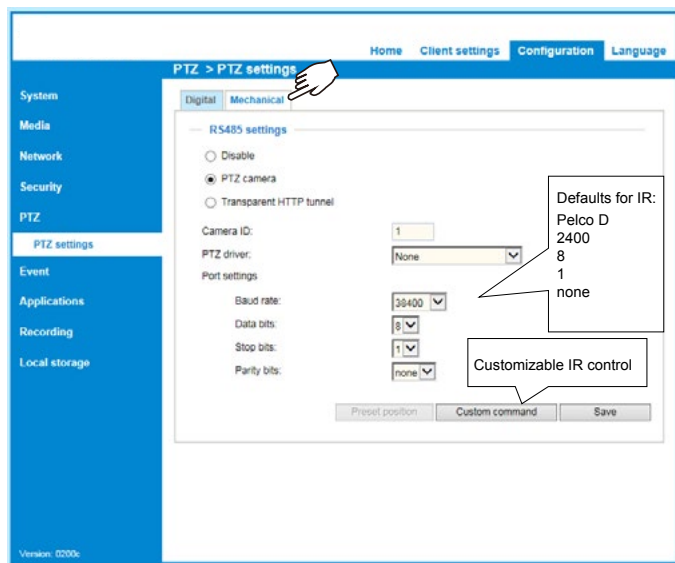 Home Client settings Configuration Language
PTZ > PTZ settings
System
Media
Network
Security
PTZ
PTZ settings
Event
Applications
Recording
Local storage
Version: 0200c
Digital Mechanical
RS485 settings
Disable
PTZ camera
Transparent HTTP tunnel
Camera ID: 1
PTZ driver: None
Port settings
Baud rate: 38400
Data bits: 8
Stop bits: 1
Parity bits: none
Preset position Custom command Save
Defaults for IR:
Pelco D
2400
8
1
none
Customizable IR control